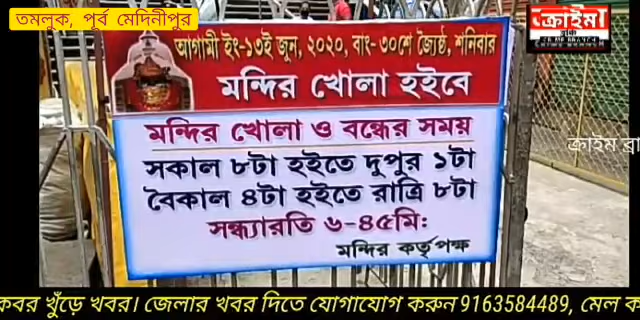 তমলুক, পূর্ব মেদিনীপুর
ক্রাইম
আগামী ইং-১৩ই জুন, ২০২০, বাং- ৩০শে জ্যৈষ্ঠ, শনিবার
মন্দির খোলা হইবে
ক্রাইম ব্রা
মন্দির খোলা ও বন্ধের সময়
সকাল ৮টা হইতে দুপুর ১টা
বৈকাল ৪টা হইতে রাত্রি ৮টা
সন্ধ্যারতি ৬-৪৫মি:
মন্দির কর্তৃপক্ষ
কবর খুঁড়ে খবর। জেলার খবর দিতে যোগাযোগ করুন 9163584489, মেল ক